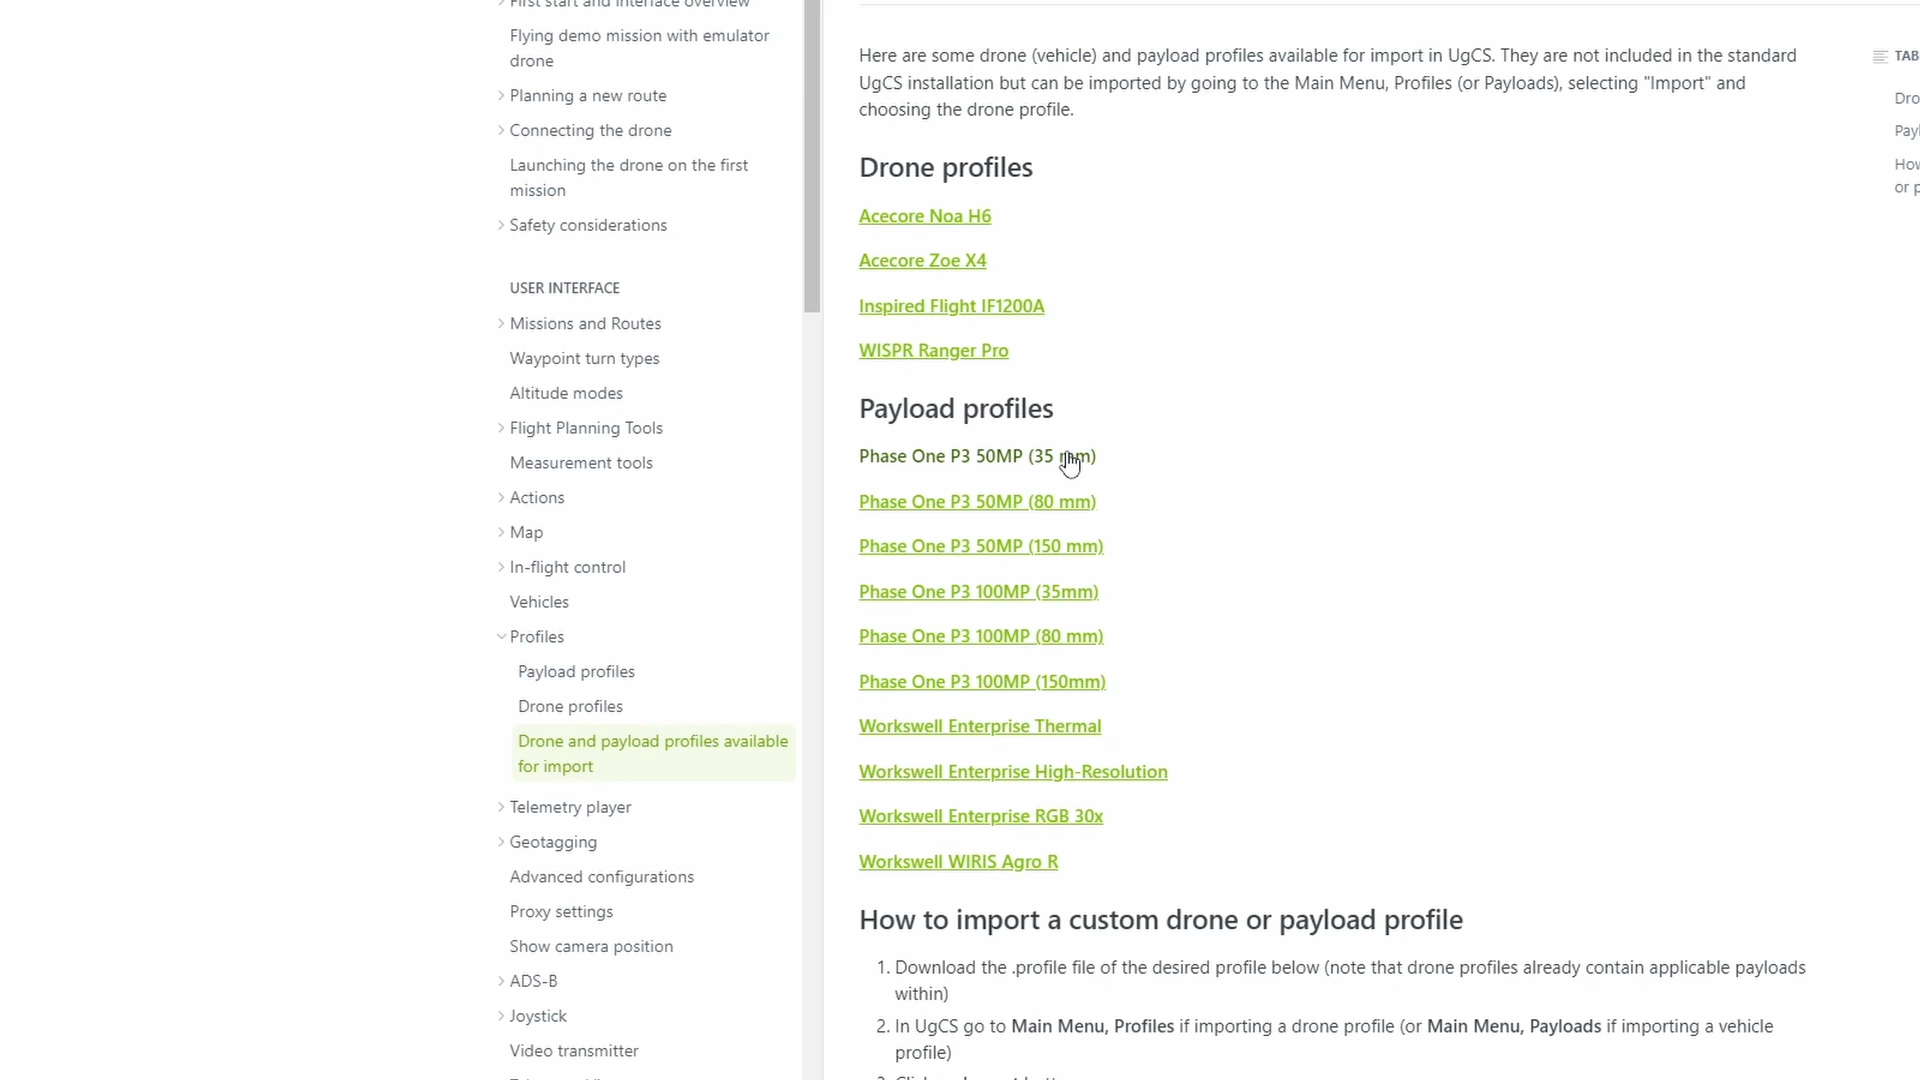 First start and interface overview
Flying demo mission with emulator
drone
Planning a new route
Connecting the drone
Launching the drone on the first
mission
Safety considerations
USER INTERFACE
Missions and Routes
Waypoint turn types
Altitude modes
Flight Planning Tools
Measurement tools
Actions
Map
In-flight control
Vehicles
Profiles
Payload profiles
Drone profiles
Drone and payload profiles available
for import
Telemetry player
Geotagging
Advanced configurations
Proxy settings
Show camera position
ADS-B
Joystick
Video transmitter
Here are some drone (vehicle) and payload profiles available for import in UgCS. They are not included in the standard
UgCS installation but can be imported by going to the Main Menu, Profiles (or Payloads), selecting "Import" and
choosing the drone profile.
Drone profiles
Acecore Noa H6
Acecore Zoe X4
Inspired Flight IF1200A
WISPR Ranger Pro
Payload profiles
Phase One P3 50MP (35 mm)
Phase One P3 50MP (80 mm)
Phase One P3 50MP (150 mm)
Phase One P3 100MP (35mm)
Phase One P3 100MP (80 mm)
Phase One P3 100MP (150mm)
Workswell Enterprise Thermal
Workswell Enterprise High-Resolution
Workswell Enterprise RGB 30x
Workswell WIRIS Agro R
How to import a custom drone or payload profile
1. Download the .profile file of the desired profile below (note that drone profiles already contain applicable payloads
within)
2. In UgCS go to Main Menu, Profiles if importing a drone profile (or Main Menu, Payloads if importing a vehicle
profile)
TAB
Dro
Payl
How
or p